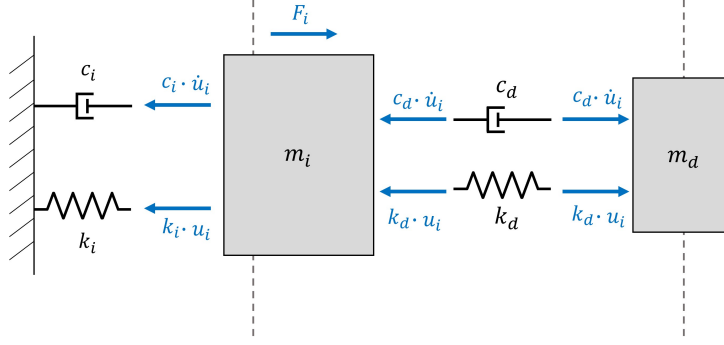 F_i
c_i
c_i · u̇_i
c_d · u̇_i
c_d
c_d · u̇_i
m_i
m_d
k_i
k_i · u_i
k_d · u_i
k_d
k_d · u_i